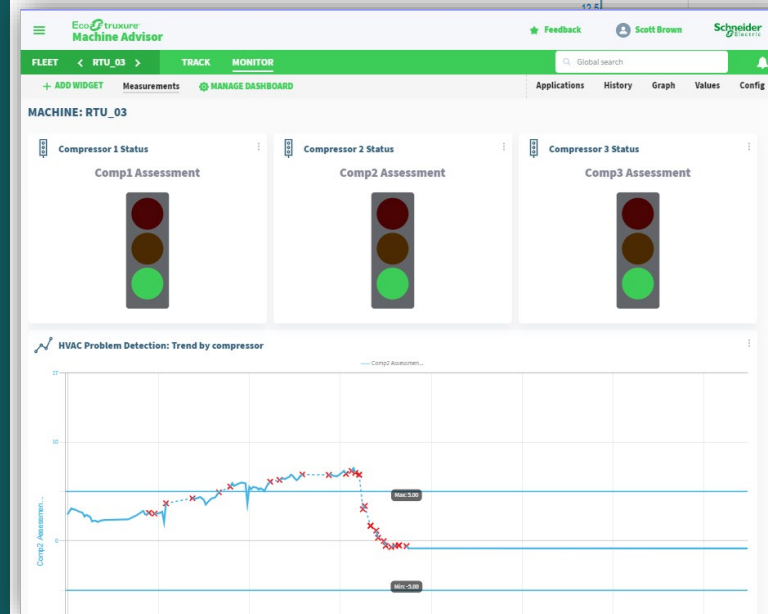 12.5
EcoStruxure
Machine Advisor
Feedback
Scott Brown
Schneider
Electric
FLEET < RTU_03 > TRACK MONITOR
Global search
+ ADD WIDGET Measurements MANAGE DASHBOARD
Applications History Graph Values Config
MACHINE: RTU_03
Compressor 1 Status
Compressor 2 Status
Compressor 3 Status
Comp1 Assessment
Comp2 Assessment
Comp3 Assessment
HVAC Problem Detection: Trend by compressor
Comp2 Assessmen...
17
10
Max: 5.00
0
Comp2 Assessmen...
Min: -5.00